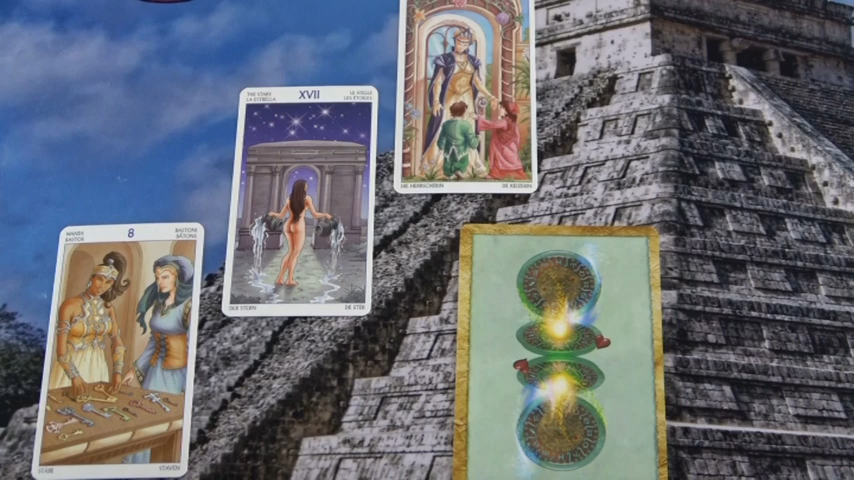 DIE HERRSCHERIN
DE KEIZERIN
THE STARS
LA ESTRELLA
XVII
LE STELLE
LES ÉTOILES
DER STERN
DE STER
WANDS
BASTOS
8
BASTONI
BÂTONS
STÄBE
STAVEN